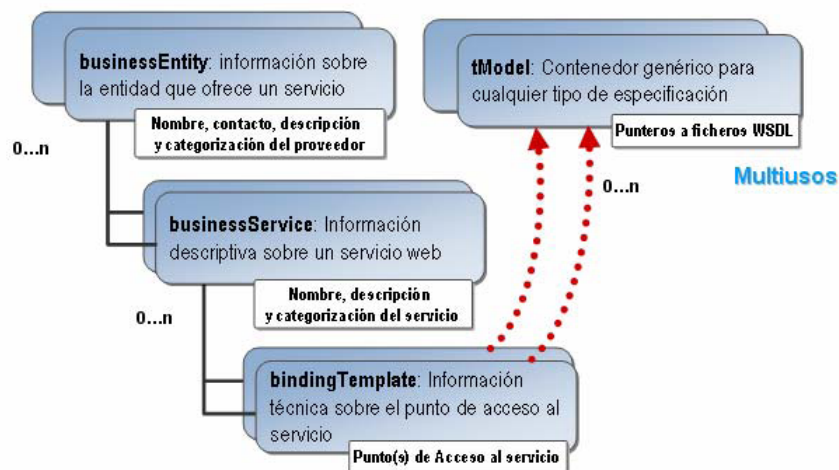 businessEntity: información sobre
la entidad que ofrece un servicio
Nombre, contacto, descripción
y categorización del proveedor
tModel: Contenedor genérico para
cualquier tipo de especificación
Punteros a ficheros WSDL
0...n
0...n
Multiusos
businessService: Información
descriptiva sobre un servicio web
Nombre, descripción
y categorización del servicio
0...n
bindingTemplate: Información
técnica sobre el punto de acceso al
servicio
Punto(s) de Acceso al servicio